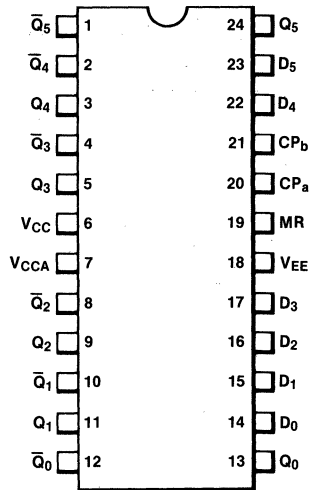 Q̅5 1 24 Q5
Q̅4 2 23 D5
Q4 3 22 D4
Q̅3 4 21 CPb
Q3 5 20 CPa
VCC 6 19 MR
VCCA 7 18 VEE
Q̅2 8 17 D3
Q2 9 16 D2
Q̅1 10 15 D1
Q1 11 14 D0
Q̅0 12 13 Q0